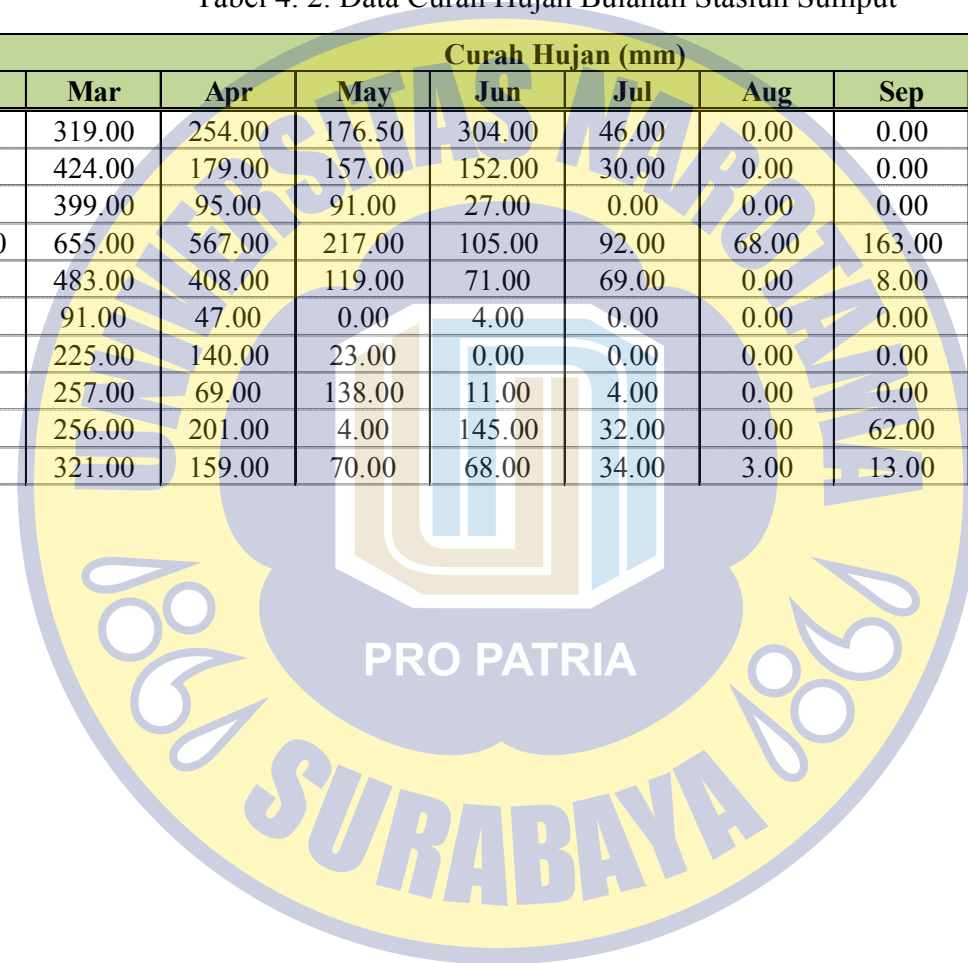 Tabel 4. 2. Data Curah Hujan Bulanan Stasiun Sumput
Curah Hujan (mm)
Mar Apr May Jun Jul Aug Sep
319.00 254.00 176.50 304.00 46.00 0.00 0.00
424.00 179.00 157.00 152.00 30.00 0.00 0.00
399.00 95.00 91.00 27.00 0.00 0.00 0.00
0 655.00 567.00 217.00 105.00 92.00 68.00 163.00
483.00 408.00 119.00 71.00 69.00 0.00 8.00
91.00 47.00 0.00 4.00 0.00 0.00 0.00
225.00 140.00 23.00 0.00 0.00 0.00 0.00
257.00 69.00 138.00 11.00 4.00 0.00 0.00
256.00 201.00 4.00 145.00 32.00 0.00 62.00
321.00 159.00 70.00 68.00 34.00 3.00 13.00
UNIVERSITAS NAROTAMA
PRO PATRIA
SURABAYA